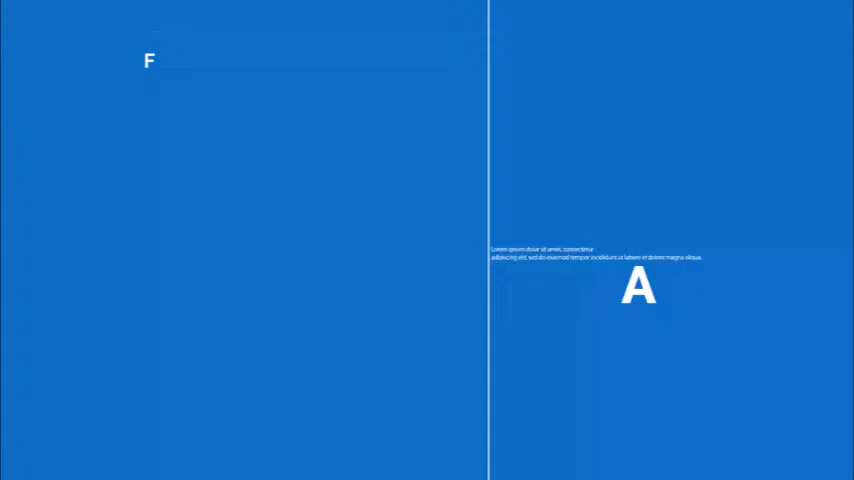 F
Lorem ipsum dolor sit amet, consectetur
adipiscing elit, sed do eiusmod tempor incididunt ut labore et dolore magna aliqua.
A